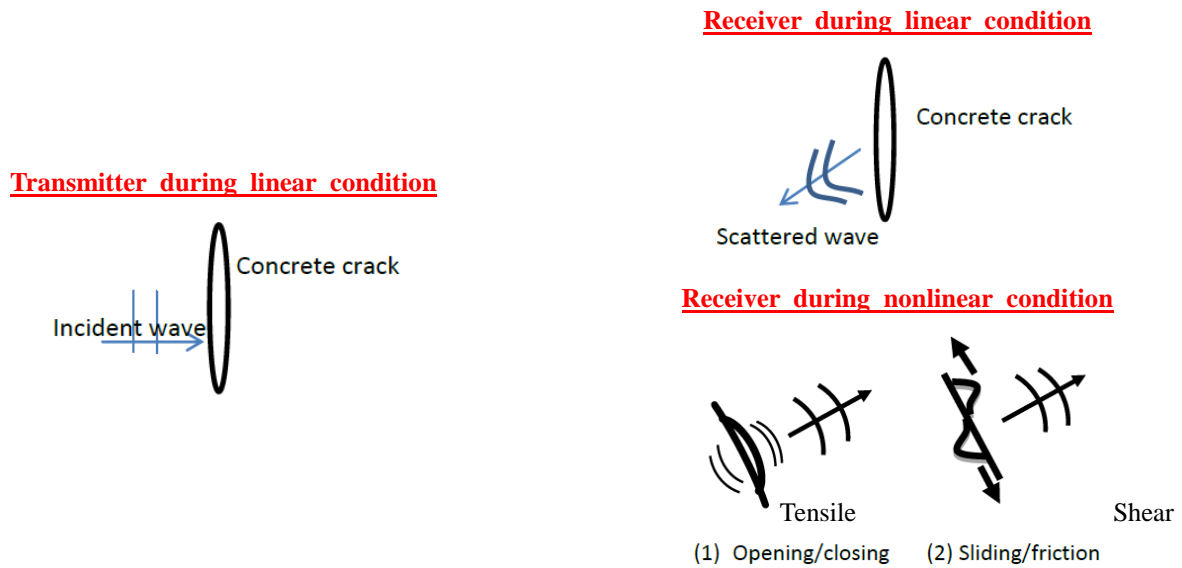 Transmitter during linear condition
Concrete crack
Incident wave
Receiver during linear condition
Concrete crack
Scattered wave
Receiver during nonlinear condition
Tensile
Shear
(1) Opening/closing
(2) Sliding/friction